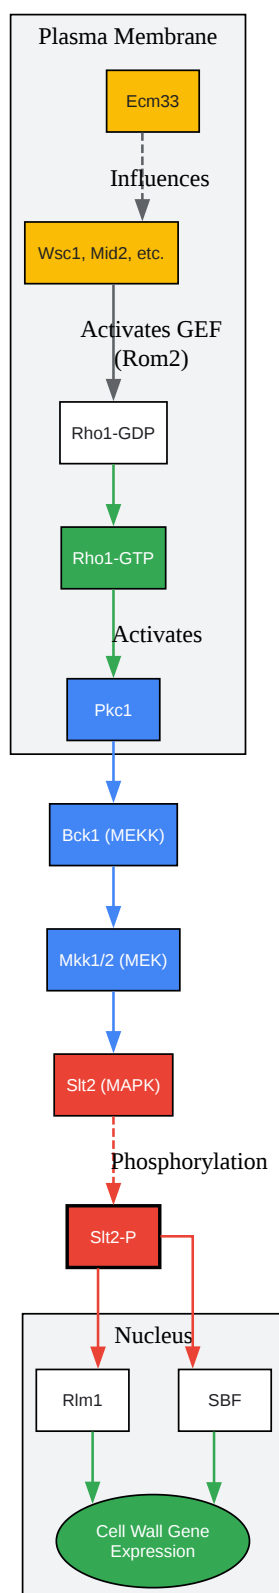 Plasma Membrane
Ecm33
Influences
Wsc1, Mid2, etc.
Activates GEF
(Rom2)
Rho1-GDP
Rho1-GTP
Activates
Pkc1
Bck1 (MEKK)
Mkk1/2 (MEK)
Slt2 (MAPK)
Phosphorylation
Slt2-P
Nucleus
Rlm1
SBF
Cell Wall Gene
Expression